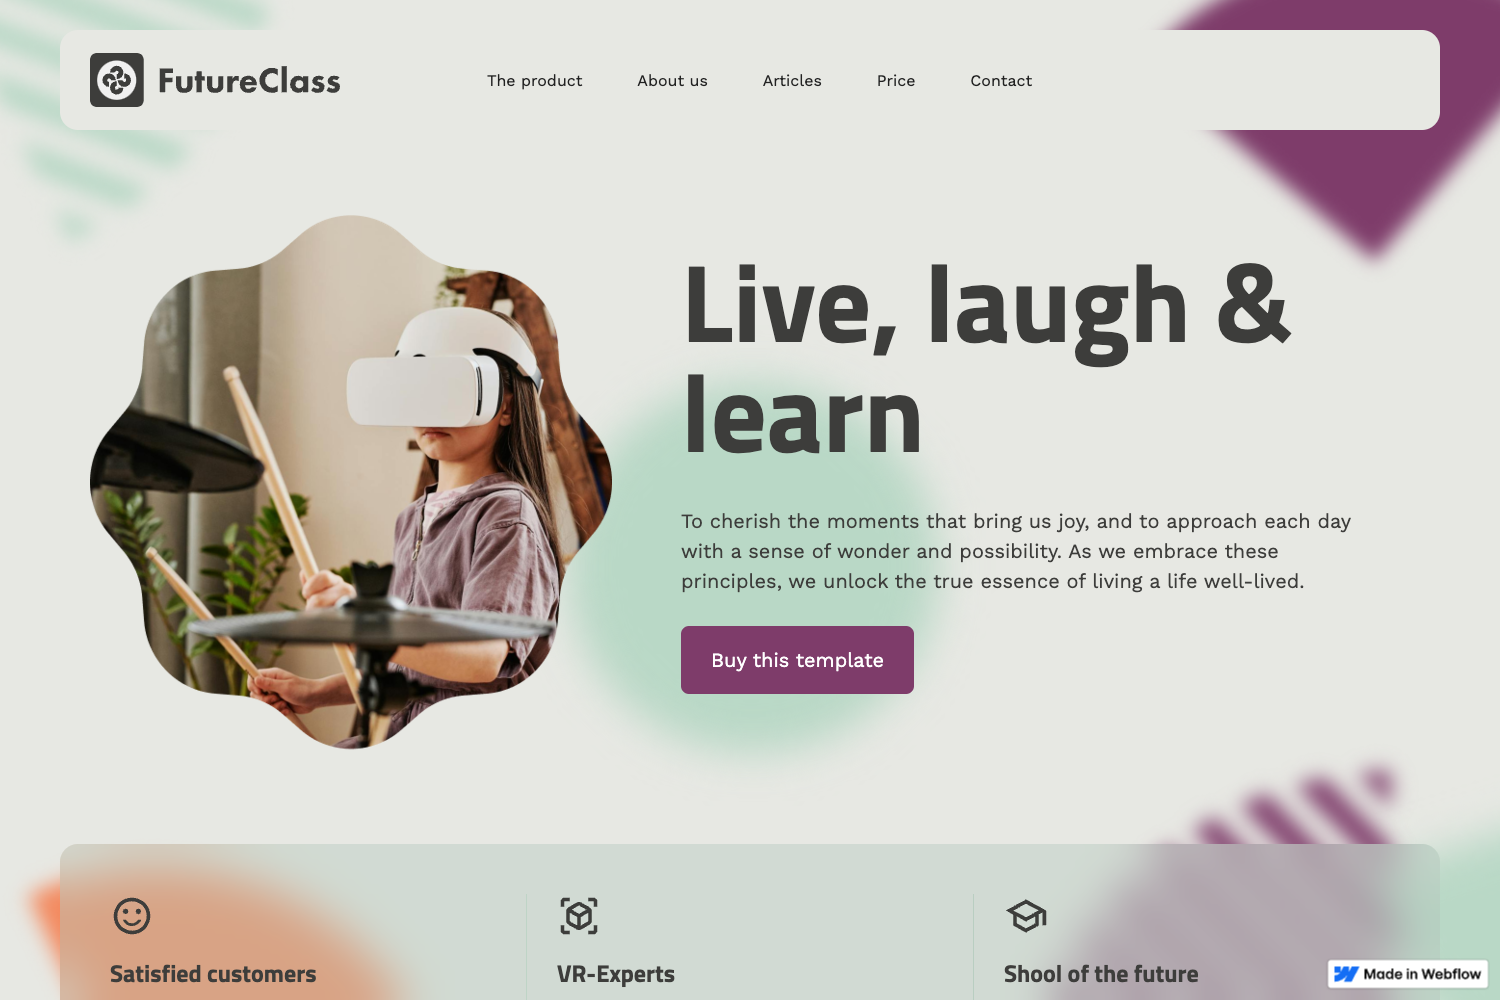 FutureClass
The product
About us
Articles
Price
Contact
Live, laugh &
learn
To cherish the moments that bring us joy, and to approach each day
with a sense of wonder and possibility. As we embrace these
principles, we unlock the true essence of living a life well-lived.
Buy this template
Satisfied customers
VR-Experts
Shool of the future
Made in Webflow